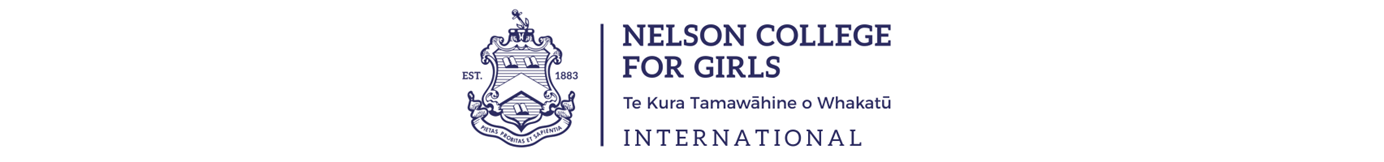 EST. 1883
PIETAS PROBITAS ET SAPIENTIA
NELSON COLLEGE
FOR GIRLS
Te Kura Tamawāhine o Whakatū
INTERNATIONAL